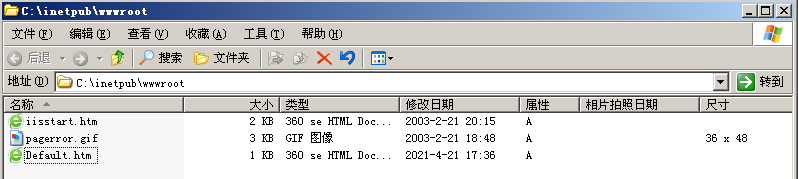 C:\inetpub\wwwroot
文件(F) 编辑(E) 查看(V) 收藏(A) 工具(T) 帮助(H)
后退 搜索 文件夹
地址(D) C:\inetpub\wwwroot 转到
名称 大小 类型 修改日期 属性 相片拍照日期 尺寸
iisstart.htm 2 KB 360 se HTML Doc... 2003-2-21 20:15 A
pagerror.gif 3 KB GIF 图像 2003-2-21 18:48 A 36 x 48
Default.htm 1 KB 360 se HTML Doc... 2021-4-21 17:36 A